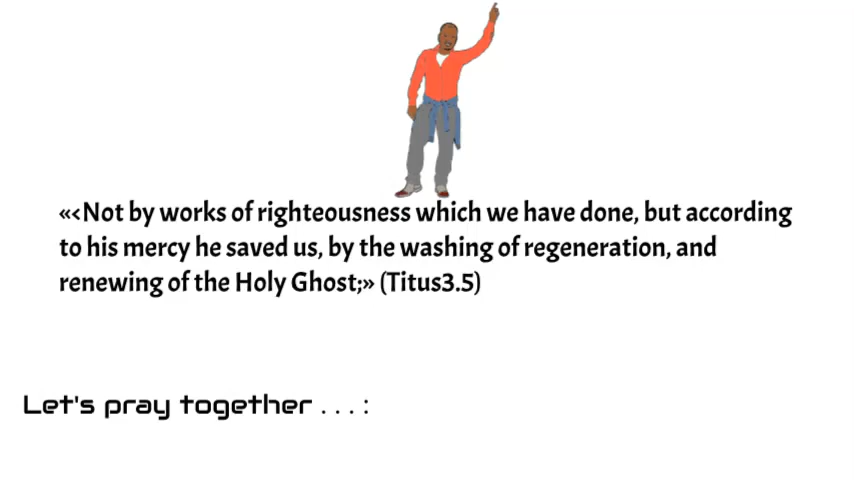 «‹Not by works of righteousness which we have done, but according
to his mercy he saved us, by the washing of regeneration, and
renewing of the Holy Ghost;» (Titus3.5)
Let's pray together . . . :